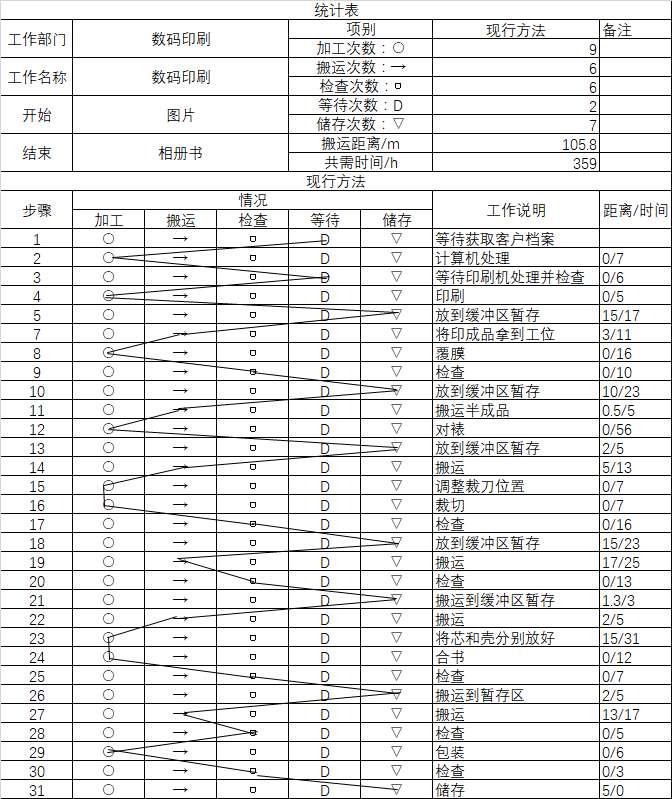 统计表
工作部门 数码印刷 项别 现行方法 备注
加工次数：○ 9
工作名称 数码印刷 搬运次数：→ 6
检查次数：□ 6
开始 图片 等待次数：D 2
储存次数：▽ 7
结束 相册书 搬运距离/m 105.8
共需时间/h 359
现行方法
步骤 情况 工作说明 距离/时间
加工 搬运 检查 等待 储存
1 ○ → □ D ▽ 等待获取客户档案
2 ○ → □ D ▽ 计算机处理 0/7
3 ○ → □ D ▽ 等待印刷机处理并检查 0/6
4 ○ → □ D ▽ 印刷 0/5
5 ○ → □ D ▽ 放到缓冲区暂存 15/17
7 ○ → □ D ▽ 将印成品拿到工位 3/11
8 ○ → □ D ▽ 覆膜 0/16
9 ○ → □ D ▽ 检查 0/10
10 ○ → □ D ▽ 放到缓冲区暂存 10/23
11 ○ → □ D ▽ 搬运半成品 0.5/5
12 ○ → □ D ▽ 对裱 0/56
13 ○ → □ D ▽ 放到缓冲区暂存 2/5
14 ○ → □ D ▽ 搬运 5/13
15 ○ → □ D ▽ 调整裁刀位置 0/7
16 ○ → □ D ▽ 裁切 0/7
17 ○ → □ D ▽ 检查 0/16
18 ○ → □ D ▽ 放到缓冲区暂存 15/23
19 ○ → □ D ▽ 搬运 17/25
20 ○ → □ D ▽ 检查 0/13
21 ○ → □ D ▽ 搬运到缓冲区暂存 1.3/3
22 ○ → □ D ▽ 搬运 2/5
23 ○ → □ D ▽ 将芯和壳分别放好 15/31
24 ○ → □ D ▽ 合书 0/12
25 ○ → □ D ▽ 检查 0/7
26 ○ → □ D ▽ 搬运到暂存区 2/5
27 ○ → □ D ▽ 搬运 13/17
28 ○ → □ D ▽ 检查 0/5
29 ○ → □ D ▽ 包装 0/6
30 ○ → □ D ▽ 检查 0/3
31 ○ → □ D ▽ 储存 5/0